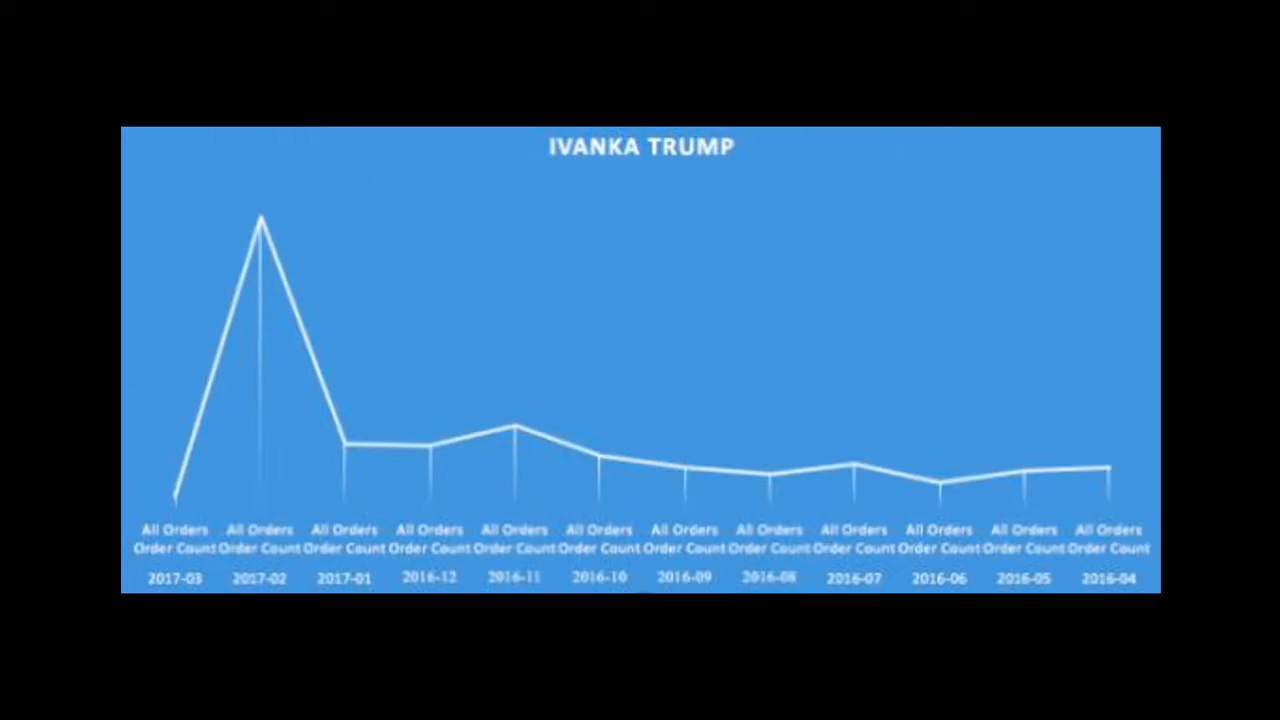 IVANKA TRUMP
All Orders All Orders All Orders All Orders All Orders All Orders All Orders All Orders All Orders All Orders All Orders All Orders
Order Count Order Count Order Count Order Count Order Count Order Count Order Count Order Count Order Count Order Count Order Count Order Count
2017-03 2017-02 2017-01 2016-12 2016-11 2016-10 2016-09 2016-08 2016-07 2016-06 2016-05 2016-04